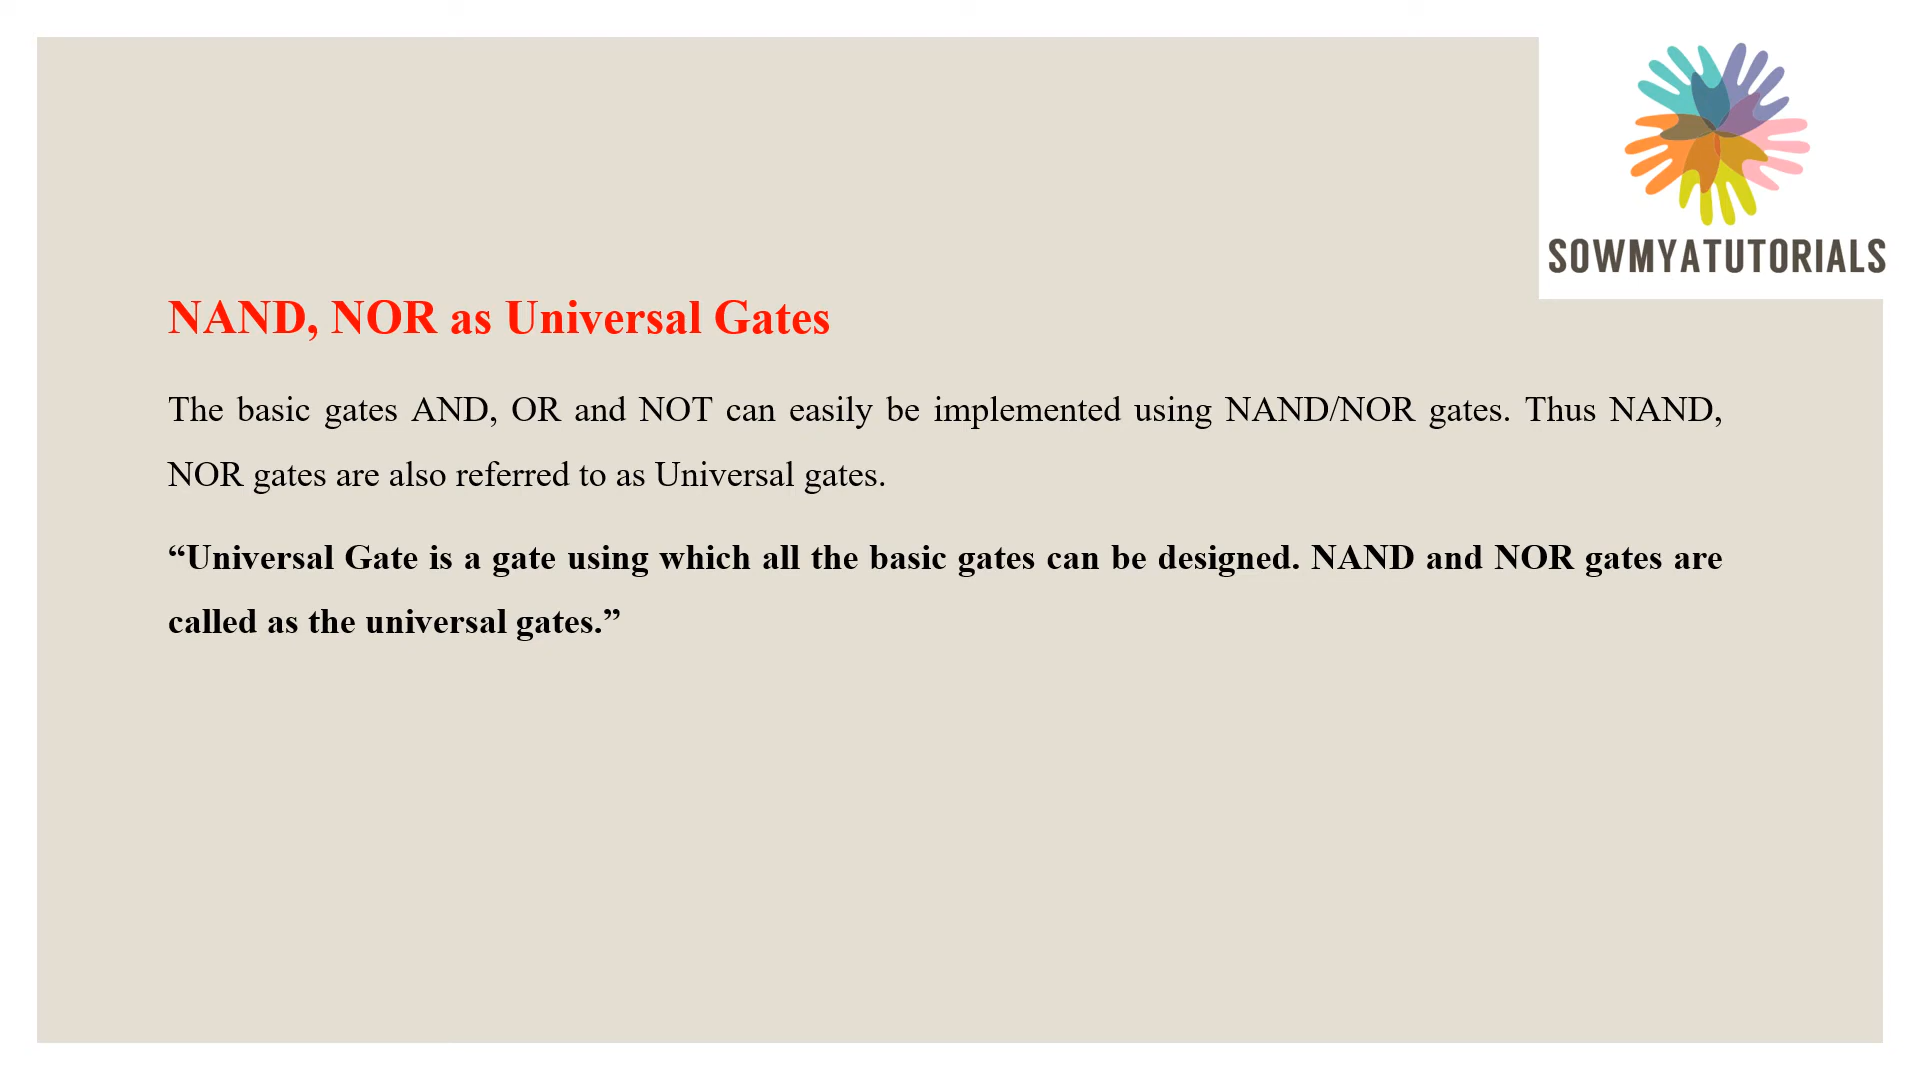 SOWMYATUTORIALS
NAND, NOR as Universal Gates
The basic gates AND, OR and NOT can easily be implemented using NAND/NOR gates. Thus NAND,
NOR gates are also referred to as Universal gates.
“Universal Gate is a gate using which all the basic gates can be designed. NAND and NOR gates are
called as the universal gates.”